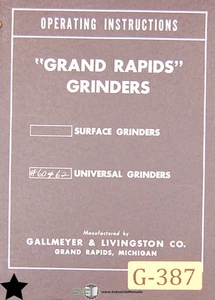 OPERATING INSTRUCTIONS
"GRAND RAPIDS"
GRINDERS
SURFACE GRINDERS
#60 & 62 UNIVERSAL GRINDERS
Manufactured by
GALLMEYER & LIVINGSTON CO.
GRAND RAPIDS, MICHIGAN
G-387